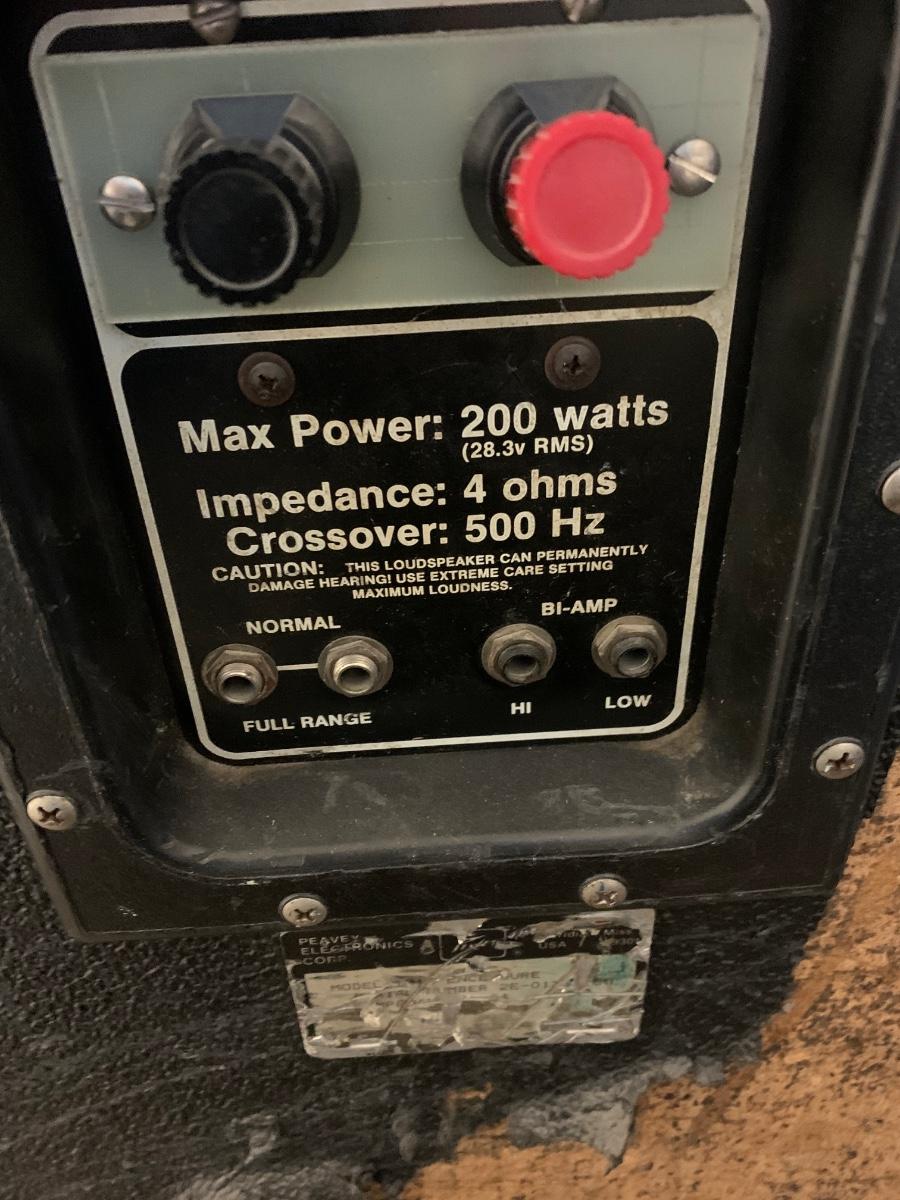 Max Power: 200 watts
(28.3v RMS)
Impedance: 4 ohms
Crossover: 500 Hz
CAUTION: THIS LOUDSPEAKER CAN PERMANENTLY
DAMAGE HEARING! USE EXTREME CARE SETTING
MAXIMUM LOUDNESS.
NORMAL
BI-AMP
FULL RANGE
HI
LOW
PEAVEY
ELECTRONICS
CORP.
USA
MODEL